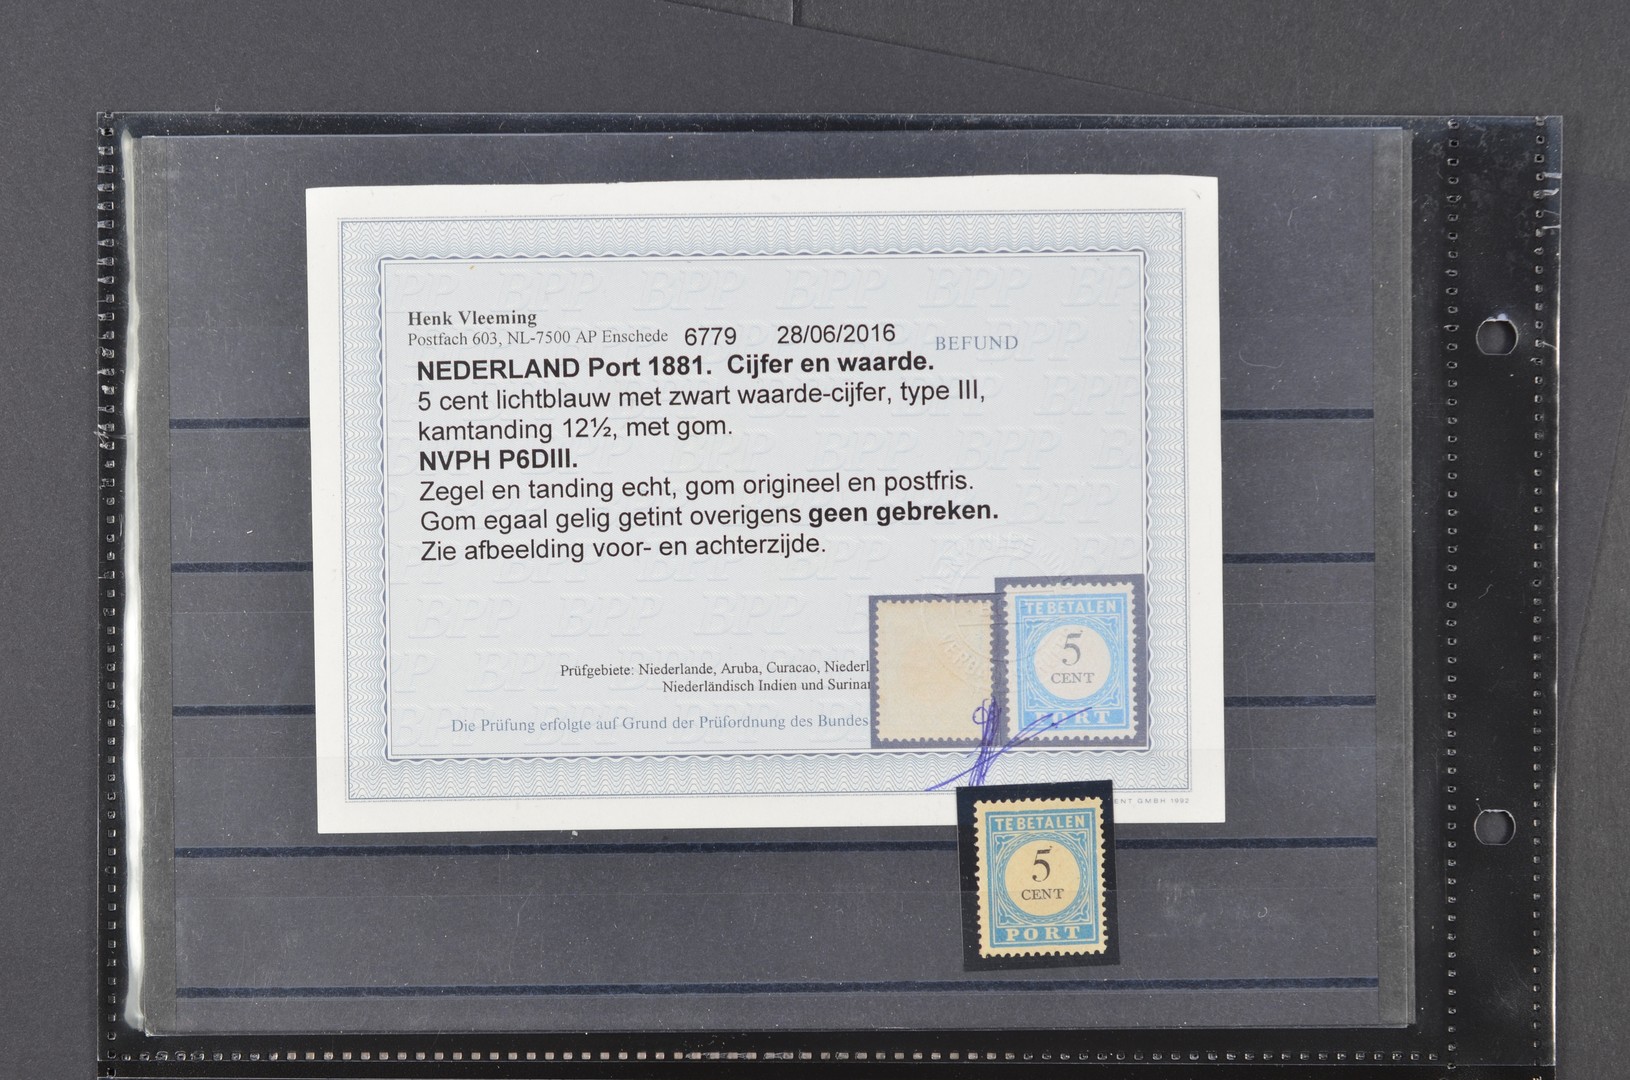 Henk Vleeming
Postfach 603, NL-7500 AP Enschede 6779 28/06/2016 BEFUND
NEDERLAND Port 1881. Cijfer en waarde.
5 cent lichtblauw met zwart waarde-cijfer, type III,
kamtanding 12½, met gom.
NVPH P6DIII.
Zegel en tanding echt, gom origineel en postfris.
Gom egaal gelig getint overigens geen gebreken.
Zie afbeelding voor- en achterzijde.
Prüfgebiete: Niederlande, Aruba, Curacao, Niederl
Niederländisch Indien und Surinar
Die Prüfung erfolgte auf Grund der Prüfordnung des Bundes
TE BETALEN
5
CENT
PORT
ENT GMBH 1992
TE BETALEN
5
CENT
PORT